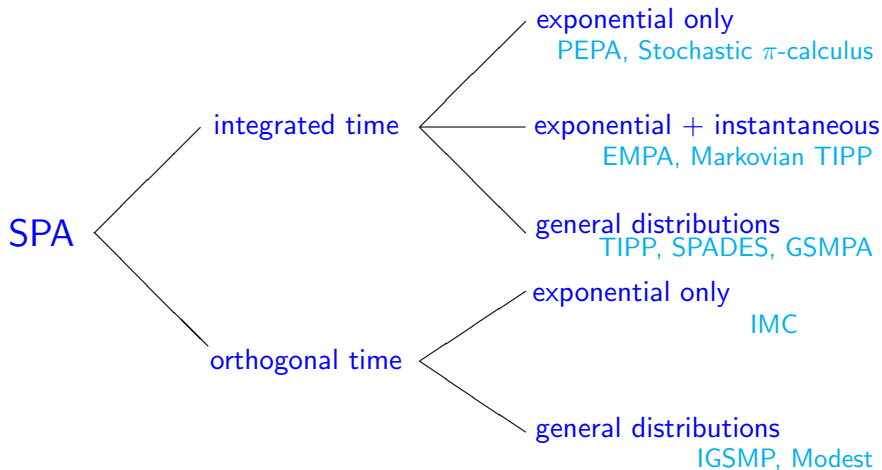 exponential only
PEPA, Stochastic π-calculus
integrated time
exponential + instantaneous
EMPA, Markovian TIPP
SPA
general distributions
TIPP, SPADES, GSMPA
exponential only
IMC
orthogonal time
general distributions
IGSMP, Modest